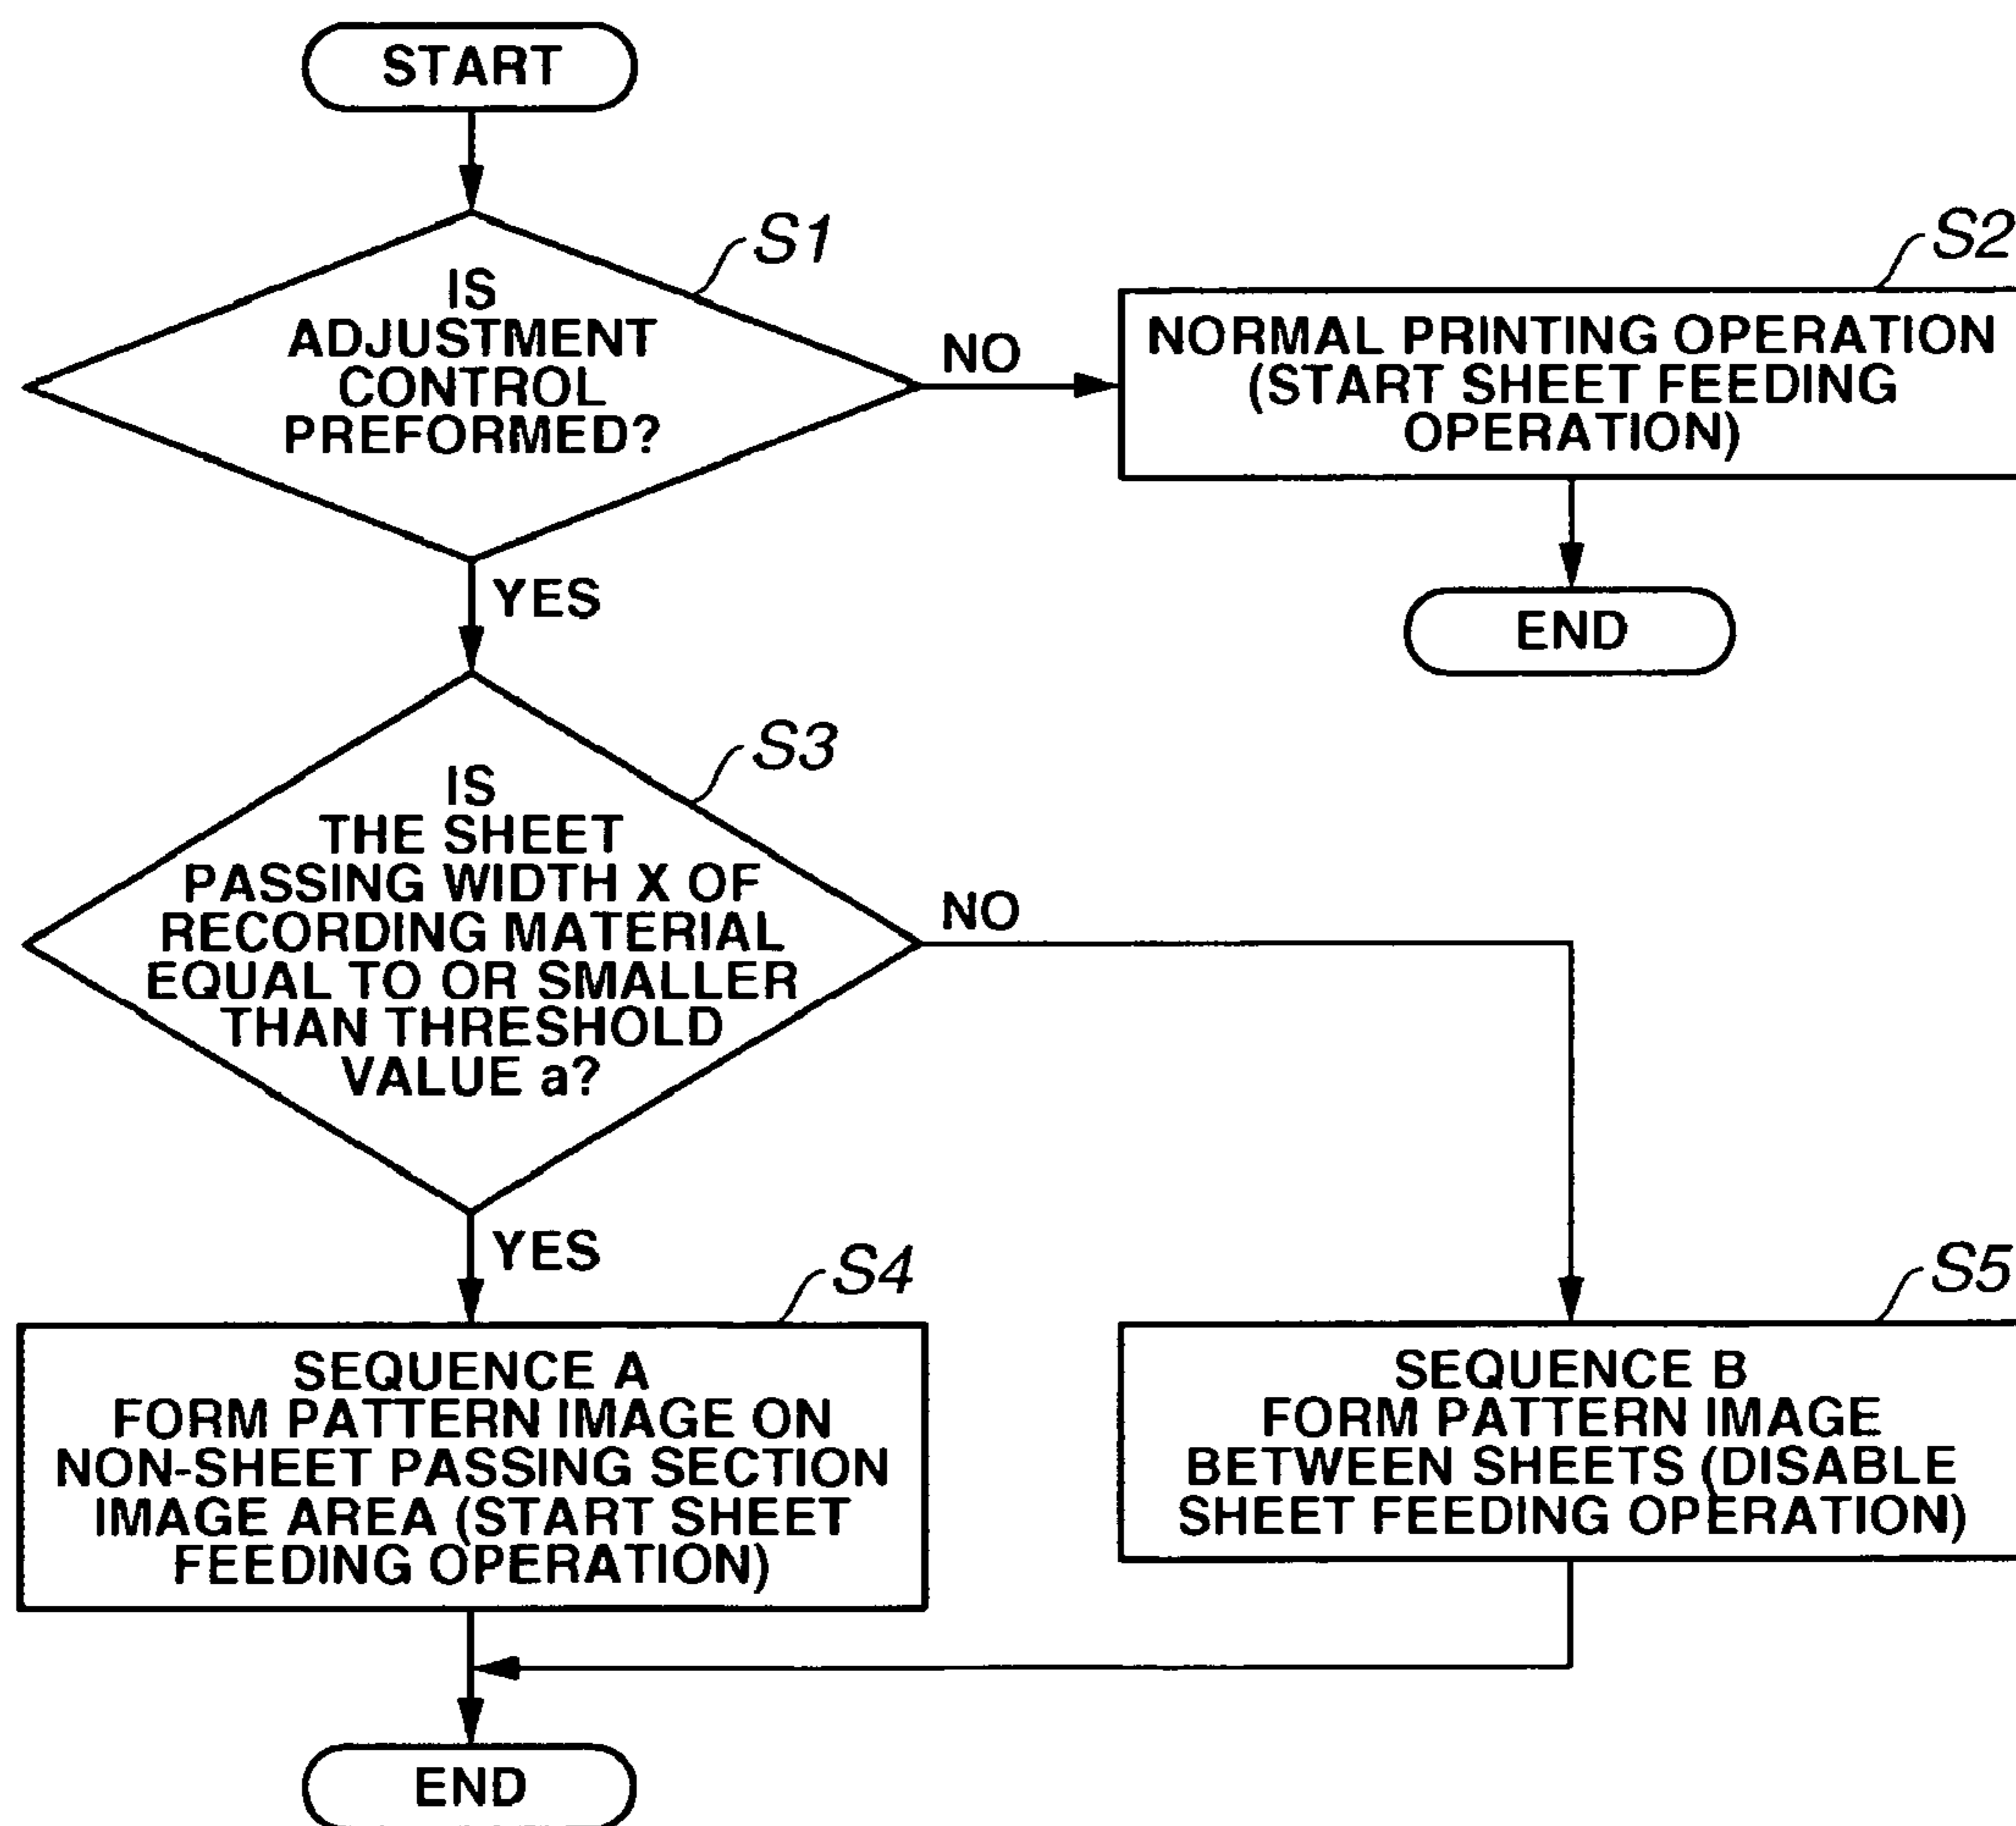 START
S1
IS
ADJUSTMENT
CONTROL
PREFORMED?
NO
S2
NORMAL PRINTING OPERATION
(START SHEET FEEDING
OPERATION)
END
YES
S3
IS
THE SHEET
PASSING WIDTH X OF
RECORDING MATERIAL
EQUAL TO OR SMALLER
THAN THRESHOLD
VALUE a?
NO
YES
S4
SEQUENCE A
FORM PATTERN IMAGE ON
NON-SHEET PASSING SECTION
IMAGE AREA (START SHEET
FEEDING OPERATION)
S5
SEQUENCE B
FORM PATTERN IMAGE
BETWEEN SHEETS (DISABLE
SHEET FEEDING OPERATION)
END